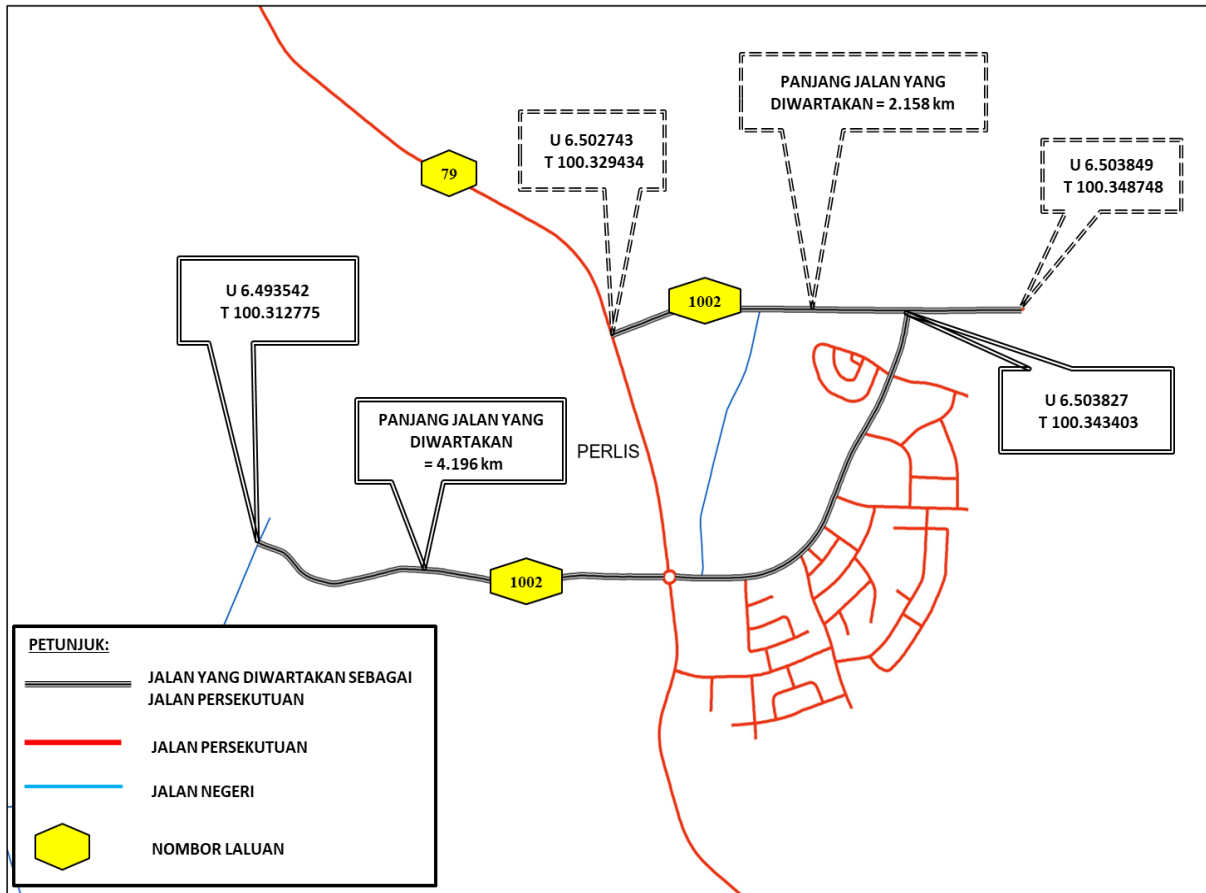 PANJANG JALAN YANG
DIWARTAKAN = 2.158 km
U 6.502743
T 100.329434
U 6.503849
T 100.348748
79
1002
U 6.493542
T 100.312775
U 6.503827
T 100.343403
PANJANG JALAN YANG
DIWARTAKAN
= 4.196 km
PERLIS
1002
PETUNJUK:
JALAN YANG DIWARTAKAN SEBAGAI
JALAN PERSEKUTUAN
JALAN PERSEKUTUAN
JALAN NEGERI
NOMBOR LALUAN